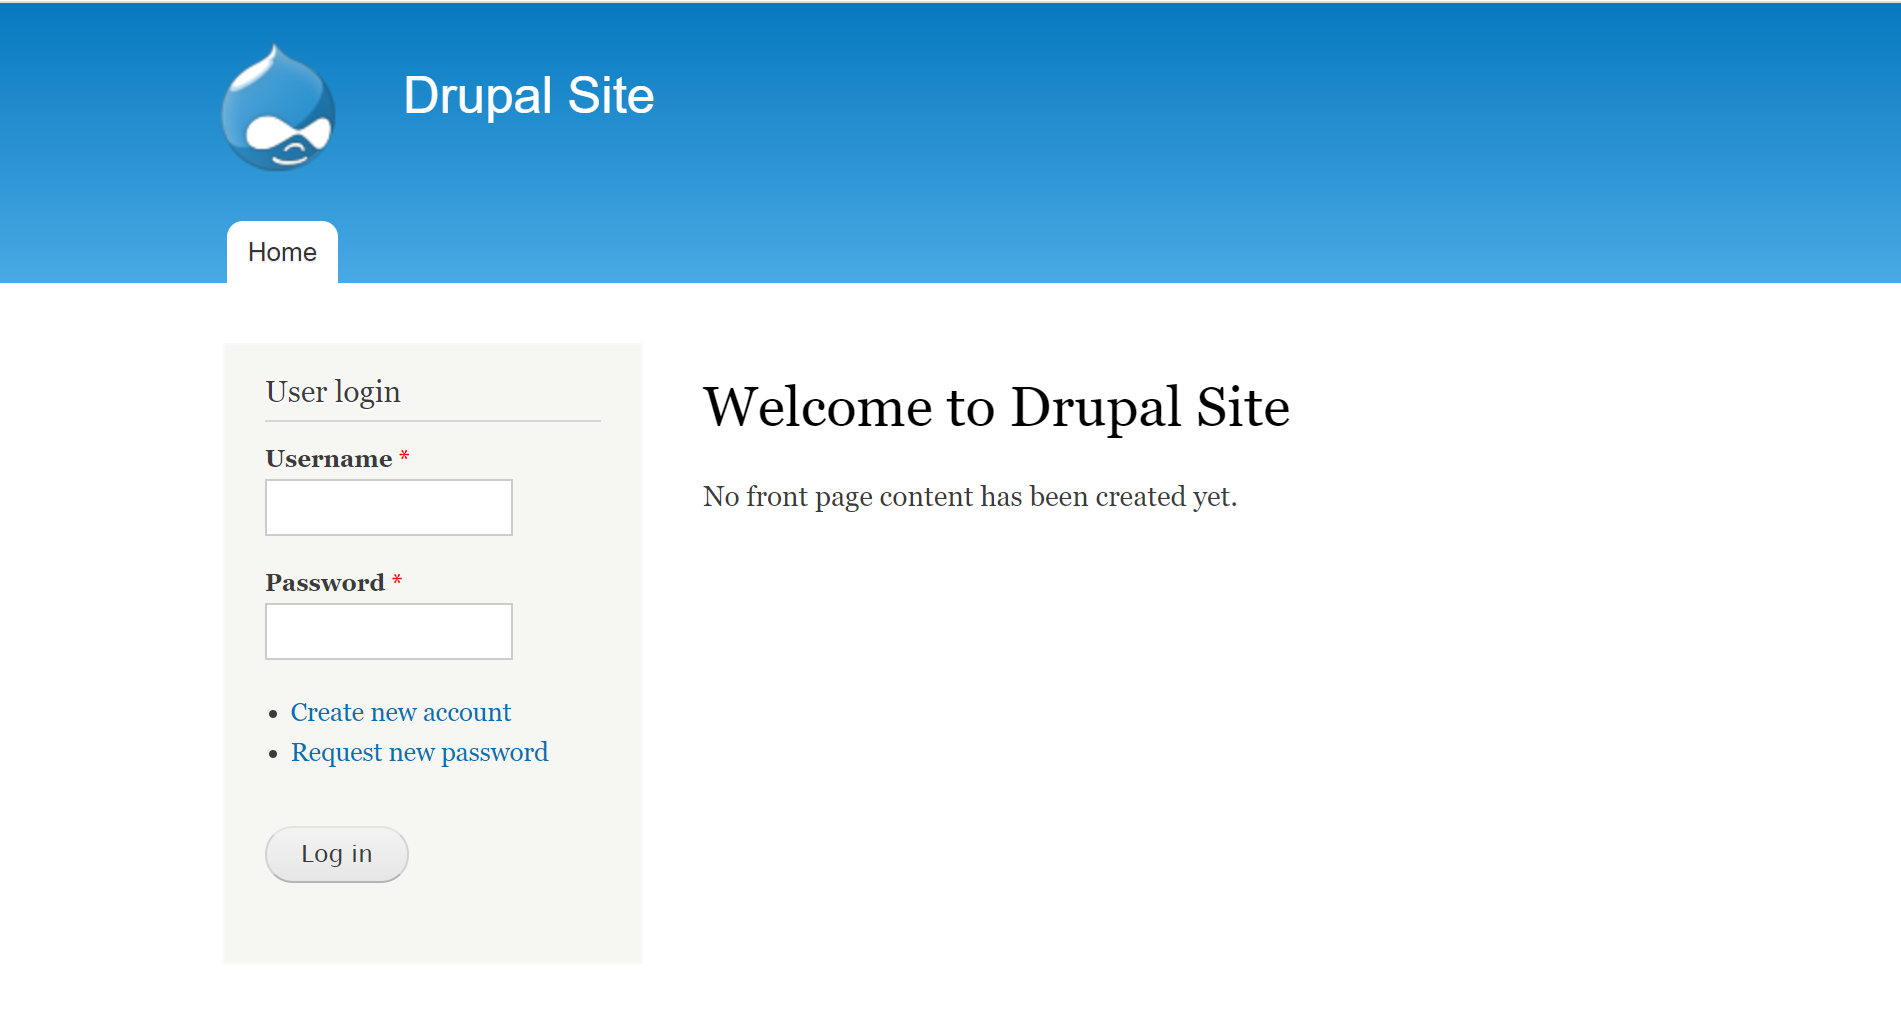 Drupal Site
Home
User login
Username *
Password *
Create new account
Request new password
Log in
Welcome to Drupal Site
No front page content has been created yet.